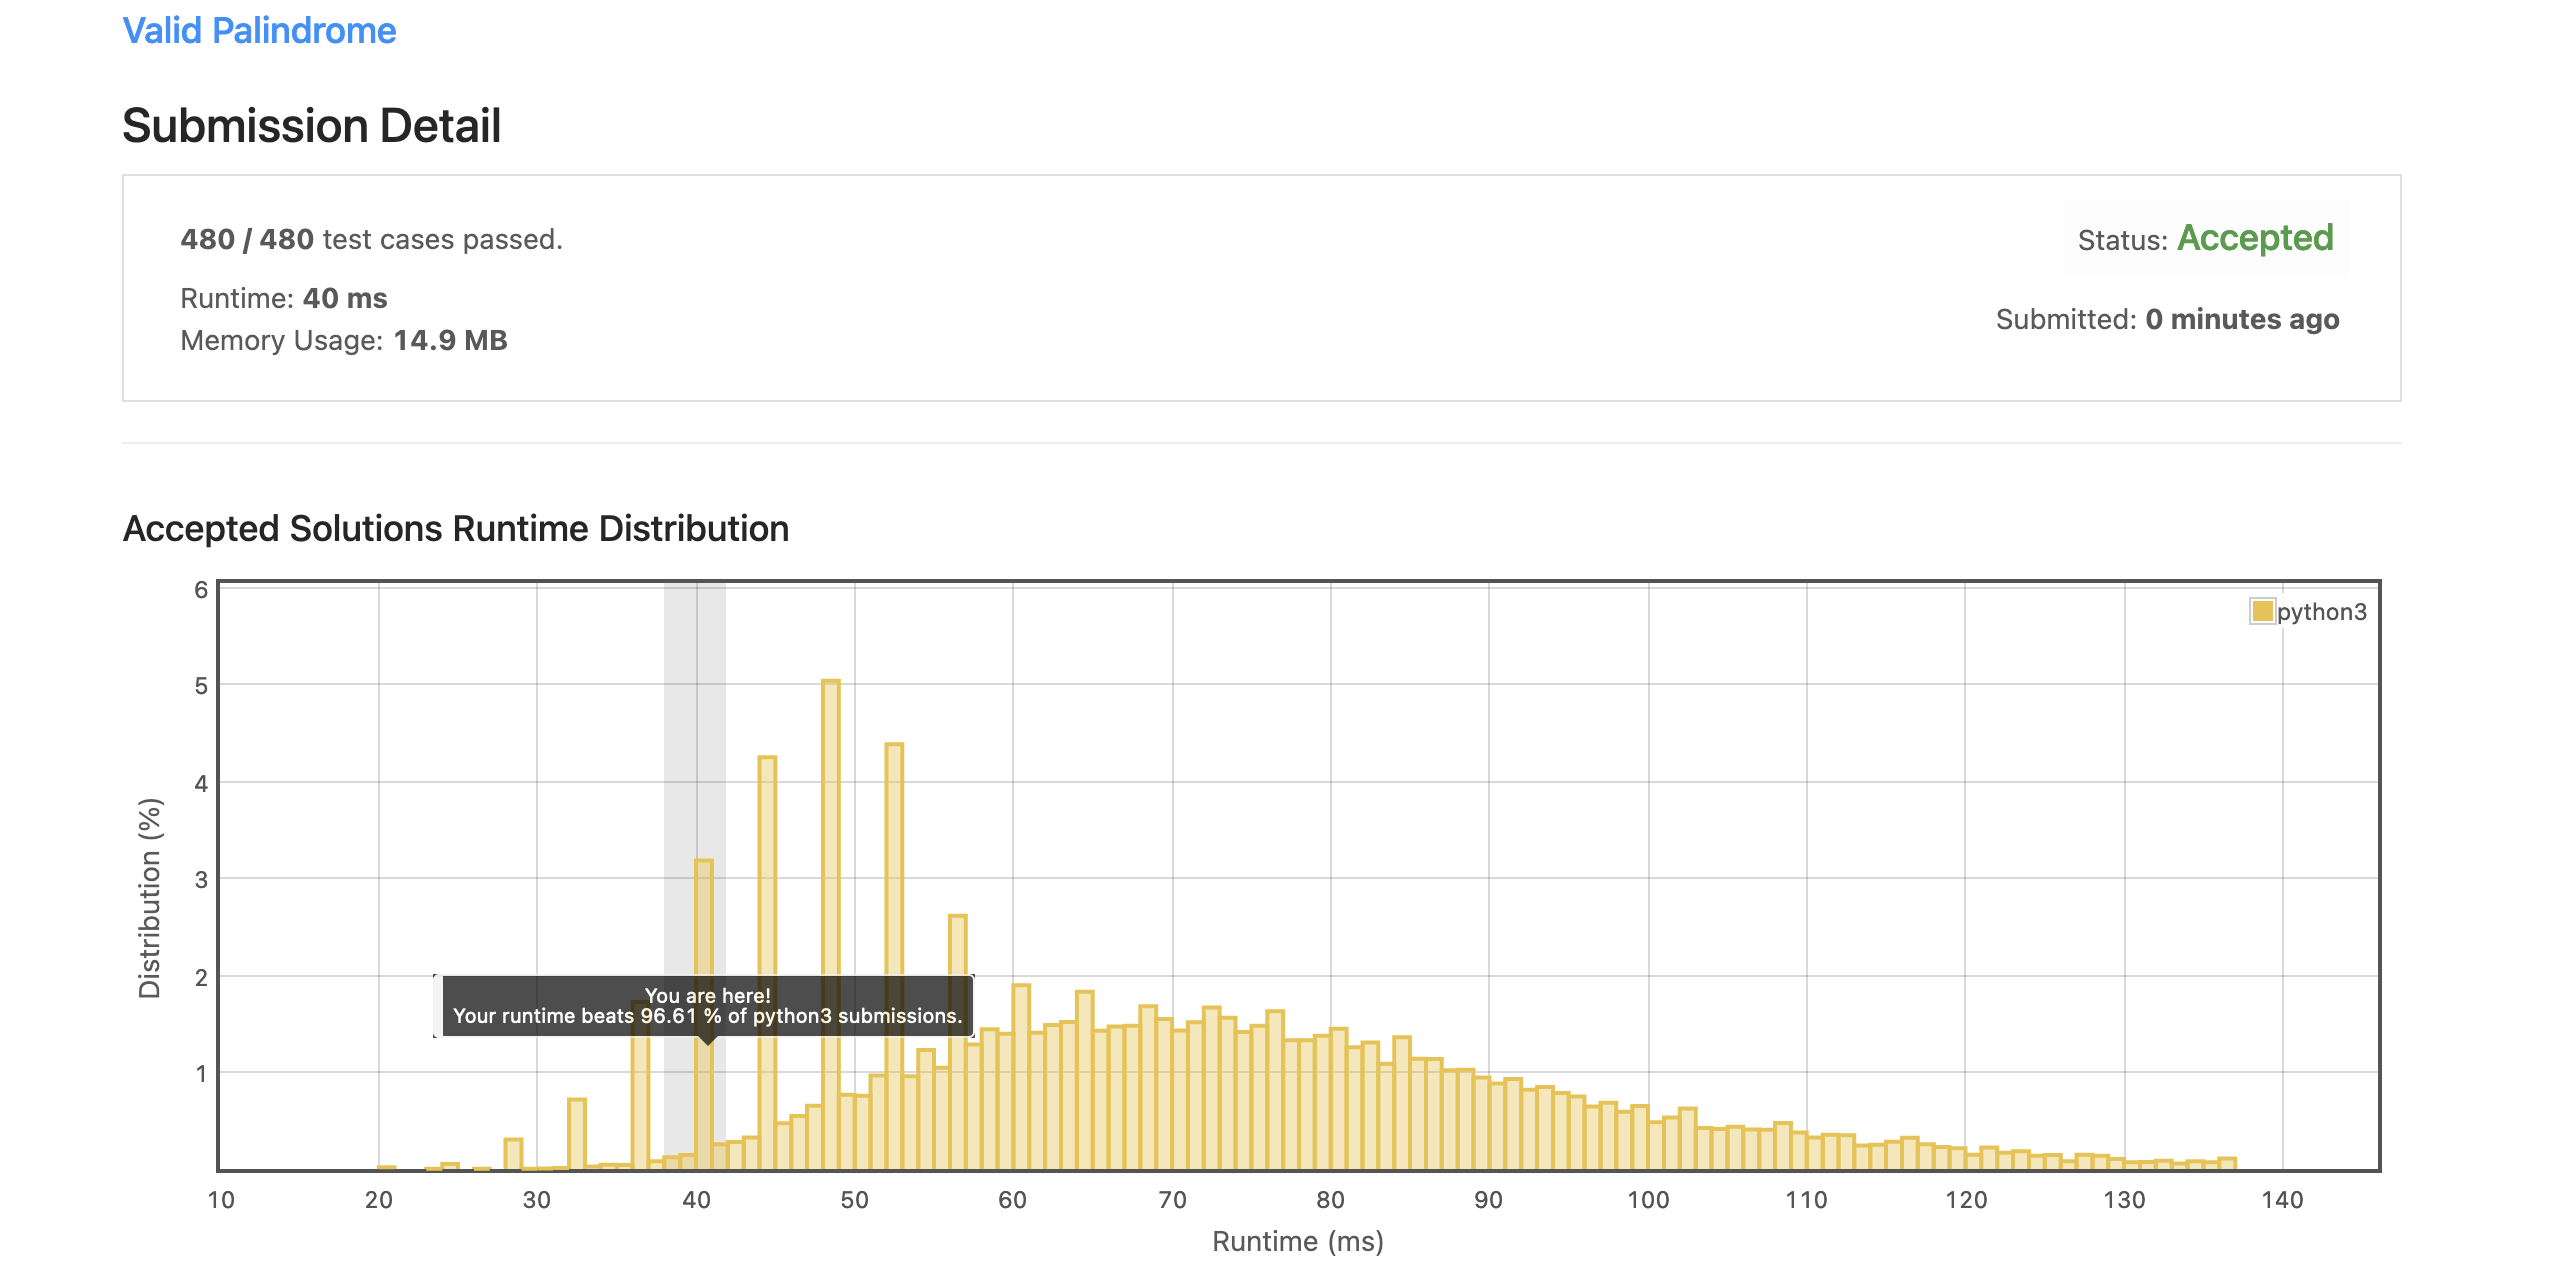 Valid Palindrome
Submission Detail
480 / 480 test cases passed.
Status: Accepted
Runtime: 40 ms
Submitted: 0 minutes ago
Memory Usage: 14.9 MB
Accepted Solutions Runtime Distribution
6
python3
5
4
3
2
1
Distribution (%)
You are here!
Your runtime beats 96.61 % of python3 submissions.
10 20 30 40 50 60 70 80 90 100 110 120 130 140
Runtime (ms)